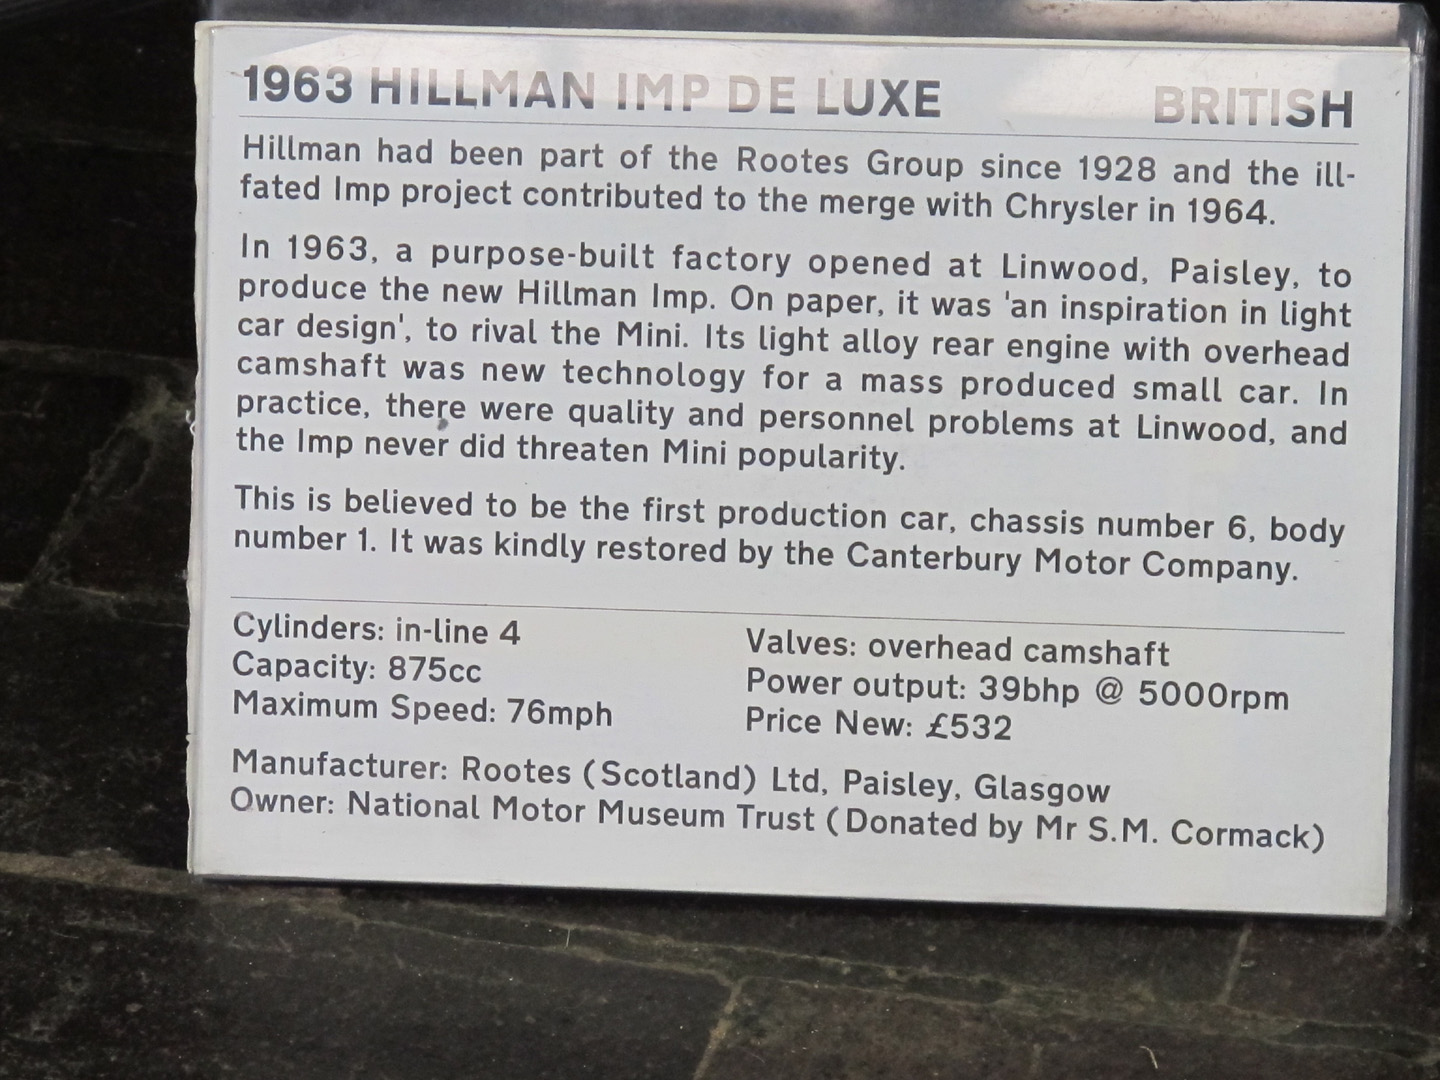 1963 HILLMAN IMP DE LUXE BRITISH
Hillman had been part of the Rootes Group since 1928 and the ill-
fated Imp project contributed to the merge with Chrysler in 1964.
In 1963, a purpose-built factory opened at Linwood, Paisley, to
produce the new Hillman Imp. On paper, it was 'an inspiration in light
car design', to rival the Mini. Its light alloy rear engine with overhead
camshaft was new technology for a mass produced small car. In
practice, there were quality and personnel problems at Linwood, and
the Imp never did threaten Mini popularity.
This is believed to be the first production car, chassis number 6, body
number 1. It was kindly restored by the Canterbury Motor Company.
Cylinders: in-line 4
Capacity: 875cc
Maximum Speed: 76mph
Valves: overhead camshaft
Power output: 39bhp @ 5000rpm
Price New: £532
Manufacturer: Rootes (Scotland) Ltd, Paisley, Glasgow
Owner: National Motor Museum Trust (Donated by Mr S.M. Cormack)